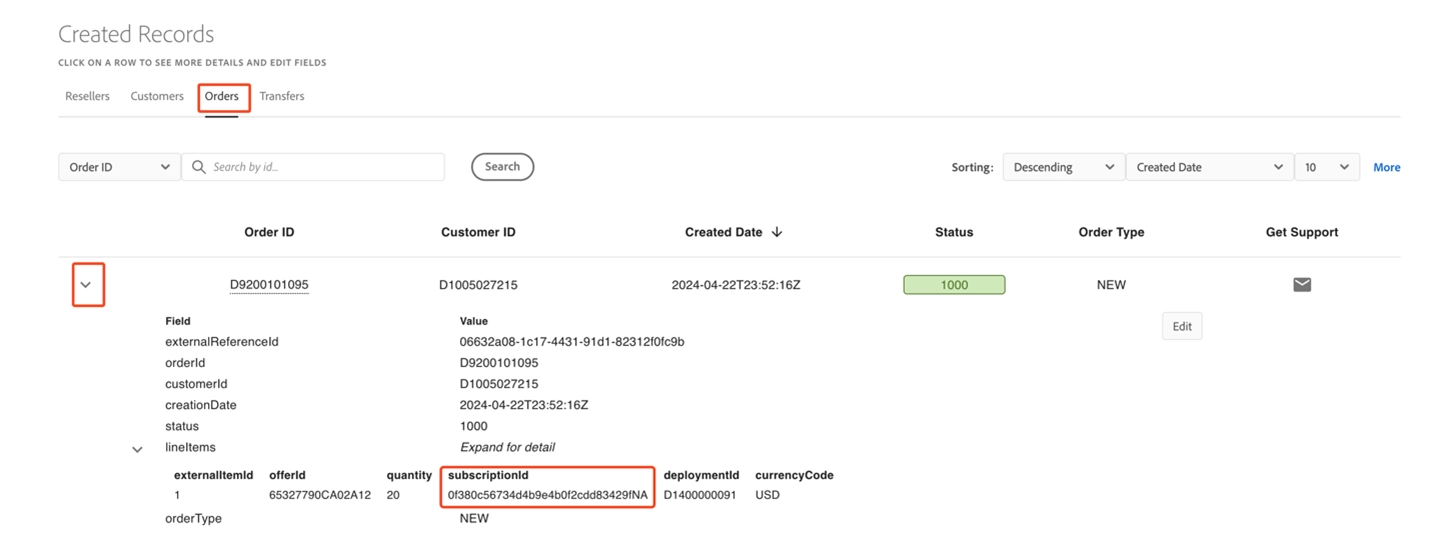 Created Records
CLICK ON A ROW TO SEE MORE DETAILS AND EDIT FIELDS
Resellers Customers Orders Transfers
Order ID Search by id... Search Sorting: Descending Created Date 10 More
Order ID Customer ID Created Date Status Order Type Get Support
D9200101095 D1005027215 2024-04-22T23:52:16Z 1000 NEW
Field Value Edit
externalReferenceId 06632a08-1c17-4431-91d1-82312f0fc9b
orderId D9200101095
customerId D1005027215
creationDate 2024-04-22T23:52:16Z
status 1000
lineItems Expand for detail
externalItemId offerId quantity subscriptionId deploymentId currencyCode
1 65327790CA02A12 20 0f380c56734d4b9e4b0f2cdd83429fNA D1400000091 USD
orderType NEW